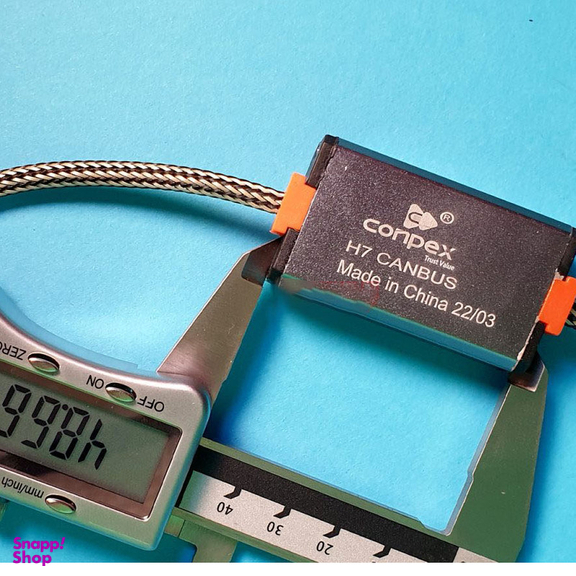 conpex®
Trust Value
H7 CANBUS
Made in China 22/03
ZERO
ON
OFF
mm/inch
40
30
20
Snapp!
Shop